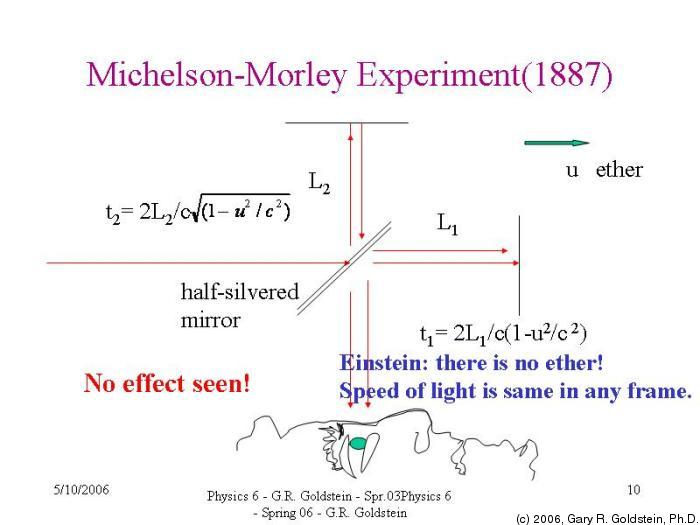 Michelson-Morley Experiment(1887)
u ether
L₂
t₂= 2L₂/c√(1− u²/c²)
L₁
half-silvered
mirror
t₁= 2L₁/c(1-u²/c²)
Einstein: there is no ether!
Speed of light is same in any frame.
No effect seen!
5/10/2006
Physics 6 - G.R. Goldstein - Spr.03Physics 6
- Spring 06 - G.R. Goldstein
10
(c) 2006, Gary R. Goldstein, Ph.D.